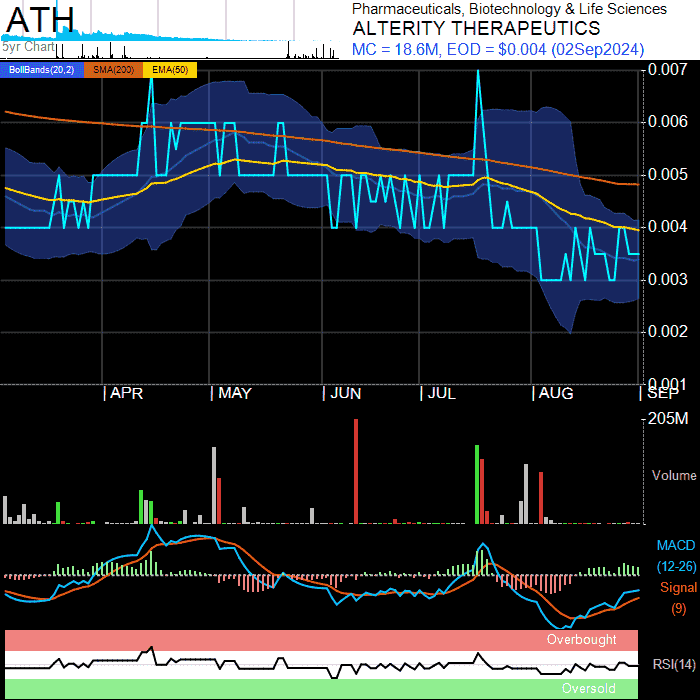 ATH
Pharmaceuticals, Biotechnology & Life Sciences
ALTERITY THERAPEUTICS
MC = 18.6M, EOD = $0.004 (02Sep2024)
5yr Chart
BollBands(20,2) SMA(200) EMA(50)
0.007
0.006
0.005
0.004
0.003
0.002
0.001
APR MAY JUN JUL AUG SEP
205M
Volume
MACD
(12-26)
Signal
(9)
Overbought
RSI(14)
Oversold